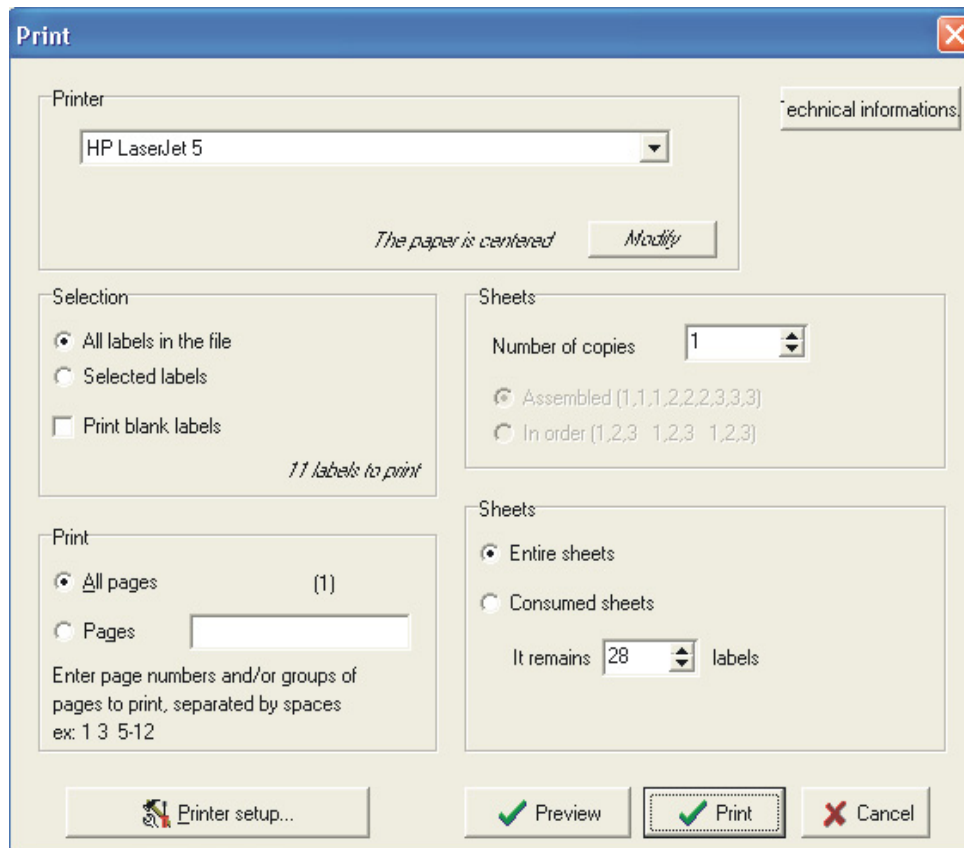 Print
Printer
HP LaserJet 5
The paper is centered
Modify
Technical informations.
Selection
All labels in the file
Selected labels
Print blank labels
11 labels to print
Sheets
Number of copies 1
Assembled (1,1,1,2,2,2,3,3,3)
In order (1,2,3 1,2,3 1,2,3)
Print
All pages (1)
Pages
Enter page numbers and/or groups of
pages to print, separated by spaces
ex: 1 3 5-12
Sheets
Entire sheets
Consumed sheets
It remains 28 labels
Printer setup...
Preview
Print
Cancel